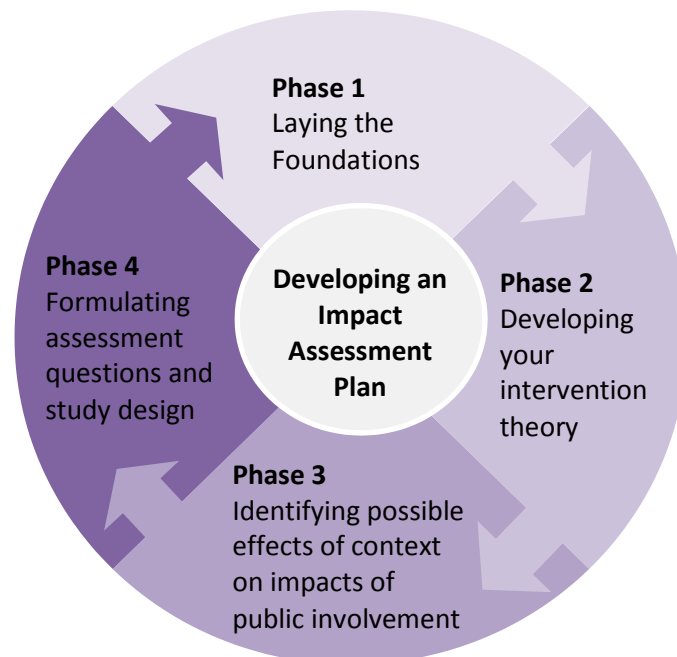 Phase 1
Laying the
Foundations
Phase 2
Developing
your
intervention
theory
Phase 3
Identifying possible
effects of context
on impacts of
public involvement
Phase 4
Formulating
assessment
questions and
study design
Developing an
Impact
Assessment
Plan